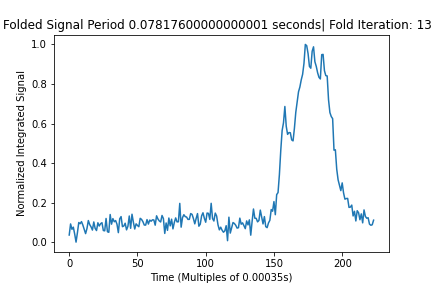 Folded Signal Period 0.07817600000000001 seconds| Fold Iteration: 13
1.0
0.8
0.6
0.4
0.2
0.0
Normalized Integrated Signal
0 50 100 150 200
Time (Multiples of 0.00035s)